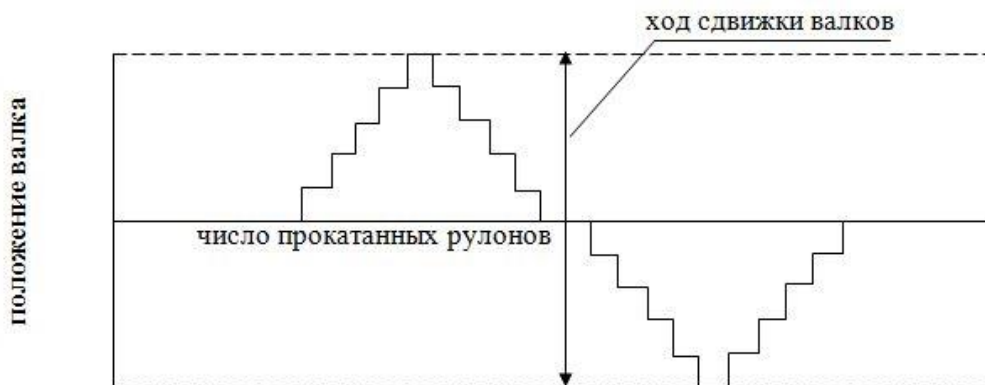 ход сдвижки валков
положение валка
число прокатанных рулонов